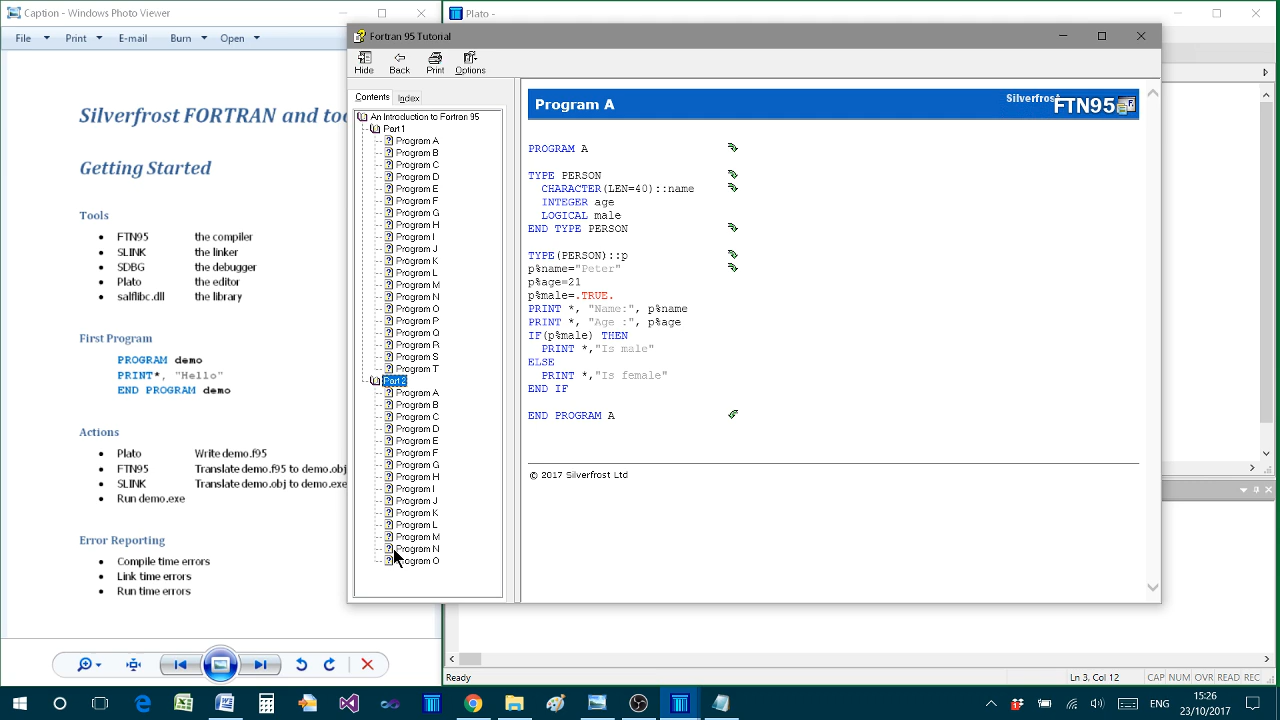 Caption - Windows Photo Viewer
File
Print
E-mail
Burn
Open
Silverfrost FORTRAN and too
Getting Started
Tools
FTN95 the compiler
SLINK the linker
SDBG the debugger
Plato the editor
salflibc.dll the library
First Program
PROGRAM demo
PRINT*, "Hello"
END PROGRAM demo
Actions
Plato Write demo.f95
FTN95 Translate demo.f95 to demo.obj
SLINK Translate demo.obj to demo.exe
Run demo.exe
Error Reporting
Compile time errors
Link time errors
Run time errors
Plato -
Fortran 95 Tutorial
Hide
Back
Print
Options
Contents
Index
An Introduction to Fortran 95
Part 1
Program A
Program B
Program C
Program D
Program E
Program F
Program G
Program H
Program I
Program J
Program K
Program L
Program M
Program N
Program O
Program P
Program Q
Program R
Program S
Program T
Part 2
Program A
Program B
Program C
Program D
Program E
Program F
Program G
Program H
Program I
Program J
Program K
Program L
Program M
Program N
Program O
Program A
Silverfrost
FTN95
PROGRAM A
TYPE PERSON
CHARACTER(LEN=40)::name
INTEGER age
LOGICAL male
END TYPE PERSON
TYPE(PERSON)::p
p%name="Peter"
p%age=21
p%male=.TRUE.
PRINT *, "Name:", p%name
PRINT *, "Age :", p%age
IF(p%male) THEN
PRINT *,"Is male"
ELSE
PRINT *,"Is female"
END IF
END PROGRAM A
© 2017 Silverfrost Ltd
Ready
Ln 3, Col 12
CAP NUM OVR READ REC
ENG
15:26
23/10/2017